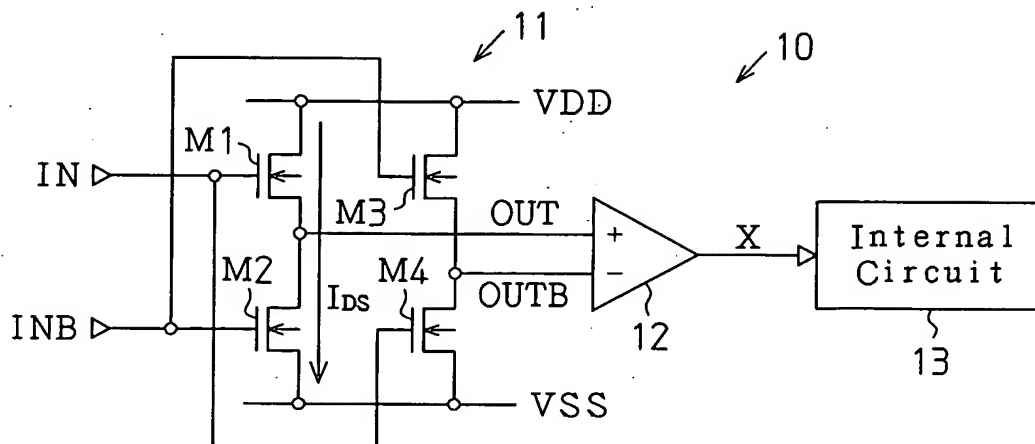 11
10
VDD
M1
IN
M3
OUT
+
X
Internal
Circuit
−
M2
M4
OUTB
IDS
INB
12
13
VSS